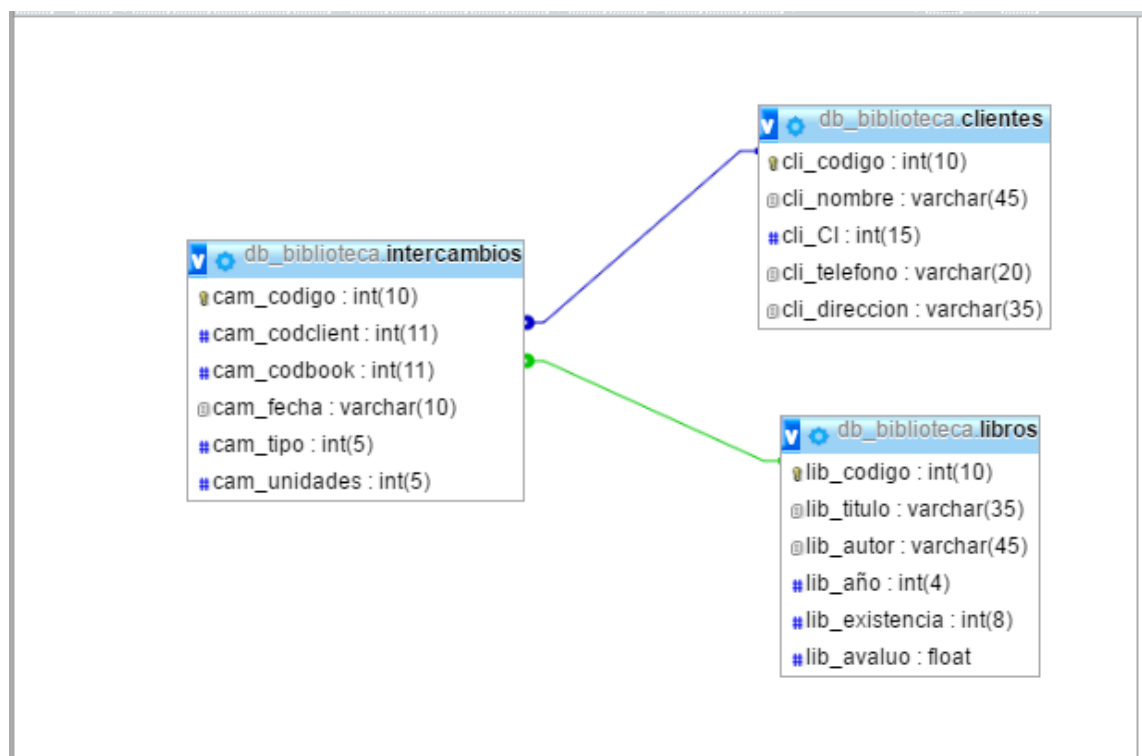 db_biblioteca.clientes
cli_codigo : int(10)
cli_nombre : varchar(45)
cli_CI : int(15)
cli_telefono : varchar(20)
cli_direccion : varchar(35)
db_biblioteca.intercambios
cam_codigo : int(10)
cam_codclient : int(11)
cam_codbook : int(11)
cam_fecha : varchar(10)
cam_tipo : int(5)
cam_unidades : int(5)
db_biblioteca.libros
lib_codigo : int(10)
lib_titulo : varchar(35)
lib_autor : varchar(45)
lib_año : int(4)
lib_existencia : int(8)
lib_avaluo : float